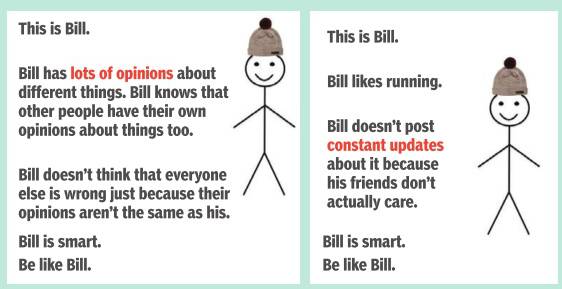 This is Bill.
Bill has lots of opinions about
different things. Bill knows that
other people have their own
opinions about things too.
Bill doesn’t think that everyone
else is wrong just because their
opinions aren’t the same as his.
Bill is smart.
Be like Bill.
This is Bill.
Bill likes running.
Bill doesn’t post
constant updates
about it because
his friends don’t
actually care.
Bill is smart.
Be like Bill.